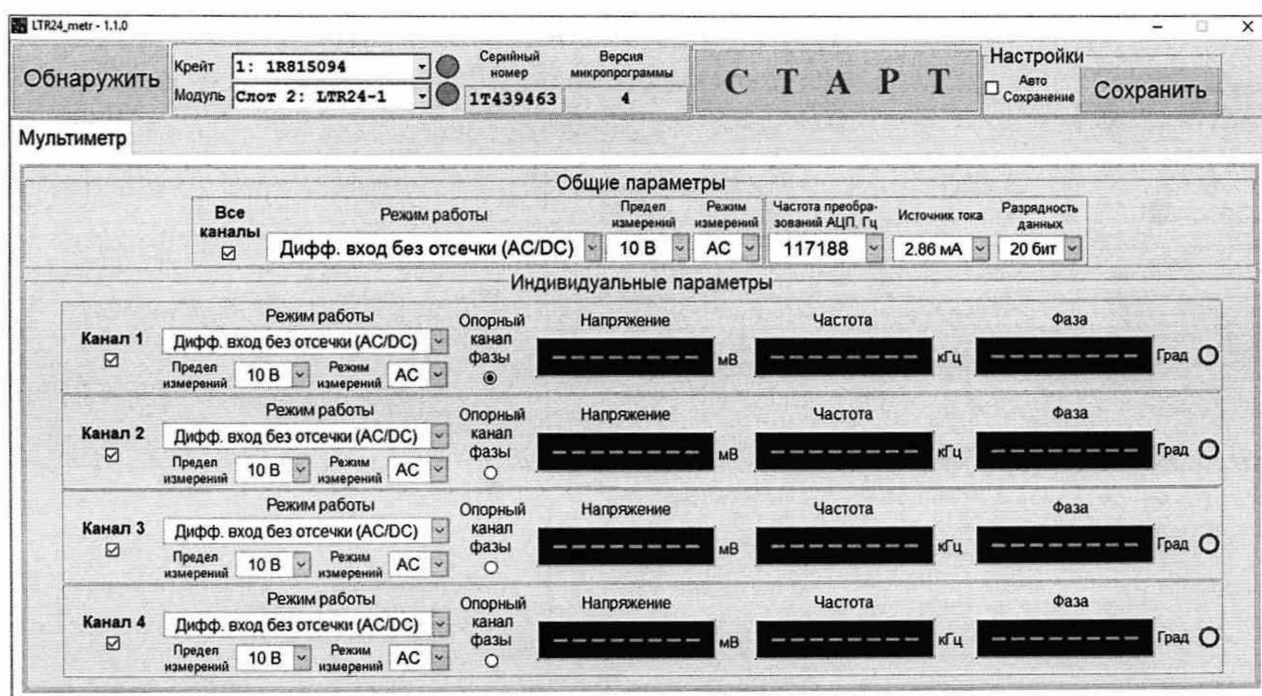 LTR24_metr - 1.1.0
Обнаружить
Крейт 1: 1R815094
Модуль Слот 2: LTR24-1
Серийный номер
1T439463
Версия микропрограммы
4
СТАРТ
Настройки
Авто Сохранение
Сохранить
Мультиметр
Общие параметры
Все каналы
Режим работы
Дифф. вход без отсечки (AC/DC)
Предел измерений
10 В
Режим измерений
AC
Частота преобра-
зований АЦП, Гц
117188
Источник тока
2.86 мА
Разрядность данных
20 бит
Индивидуальные параметры
Канал 1
Режим работы
Дифф. вход без отсечки (AC/DC)
Предел измерений
10 В
Режим измерений
AC
Опорный канал фазы
Напряжение
-------- мВ
Частота
-------- кГц
Фаза
-------- Град
Канал 2
Режим работы
Дифф. вход без отсечки (AC/DC)
Предел измерений
10 В
Режим измерений
AC
Опорный канал фазы
Напряжение
-------- мВ
Частота
-------- кГц
Фаза
-------- Град
Канал 3
Режим работы
Дифф. вход без отсечки (AC/DC)
Предел измерений
10 В
Режим измерений
AC
Опорный канал фазы
Напряжение
-------- мВ
Частота
-------- кГц
Фаза
-------- Град
Канал 4
Режим работы
Дифф. вход без отсечки (AC/DC)
Предел измерений
10 В
Режим измерений
AC
Опорный канал фазы
Напряжение
-------- мВ
Частота
-------- кГц
Фаза
-------- Град